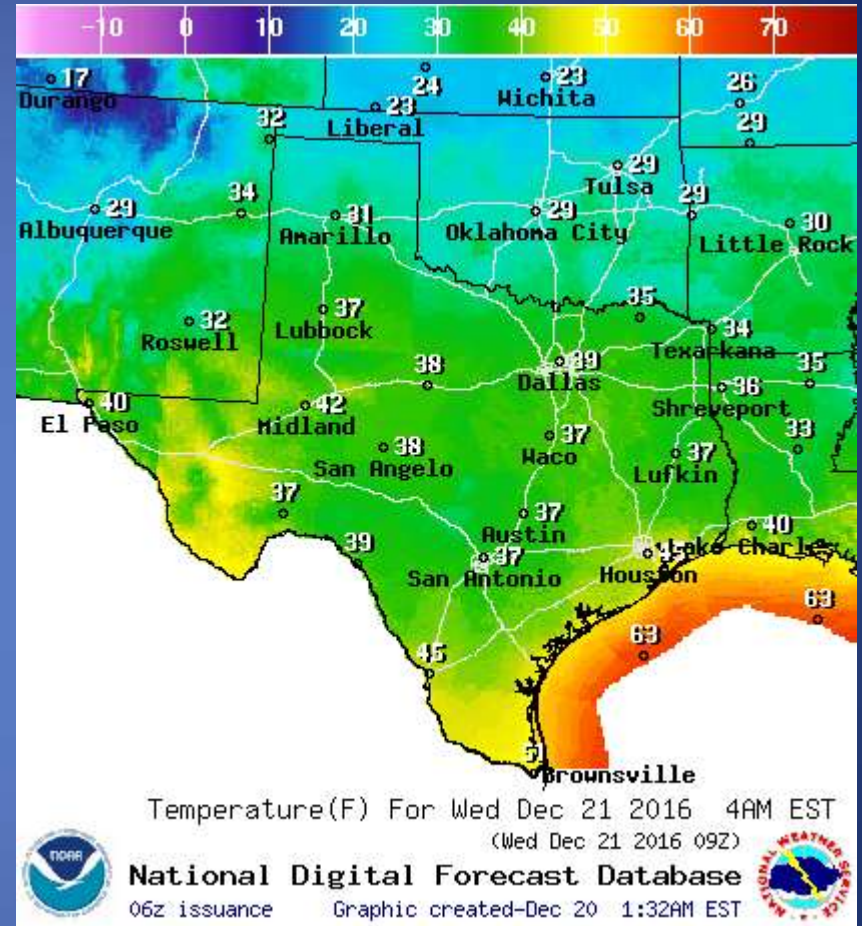 -10 0 10 20 30 40 50 60 70
17 24 23
Durango Wichita 26
23
Liberal
32 29
29
Tulsa
29 34 31 29 29 30
Albuquerque Amarillo Oklahoma City Little Rock
37 35
32 Lubbock 34
Roswell Texarkana
38 39 35
Dallas 36
40 42 Shreveport
El Paso Midland
38 37 33
San Angelo Waco 37
Lufkin
37 37 40
Austin
39 37 Lake Charles
San Antonio Houston
63
63
45
51
Brownsville
Temperature(F) For Wed Dec 21 2016 4AM EST
(Wed Dec 21 2016 09Z)
NOAA
National Digital Forecast Database
06z issuance Graphic created-Dec 20 1:32AM EST
NATIONAL WEATHER SERVICE